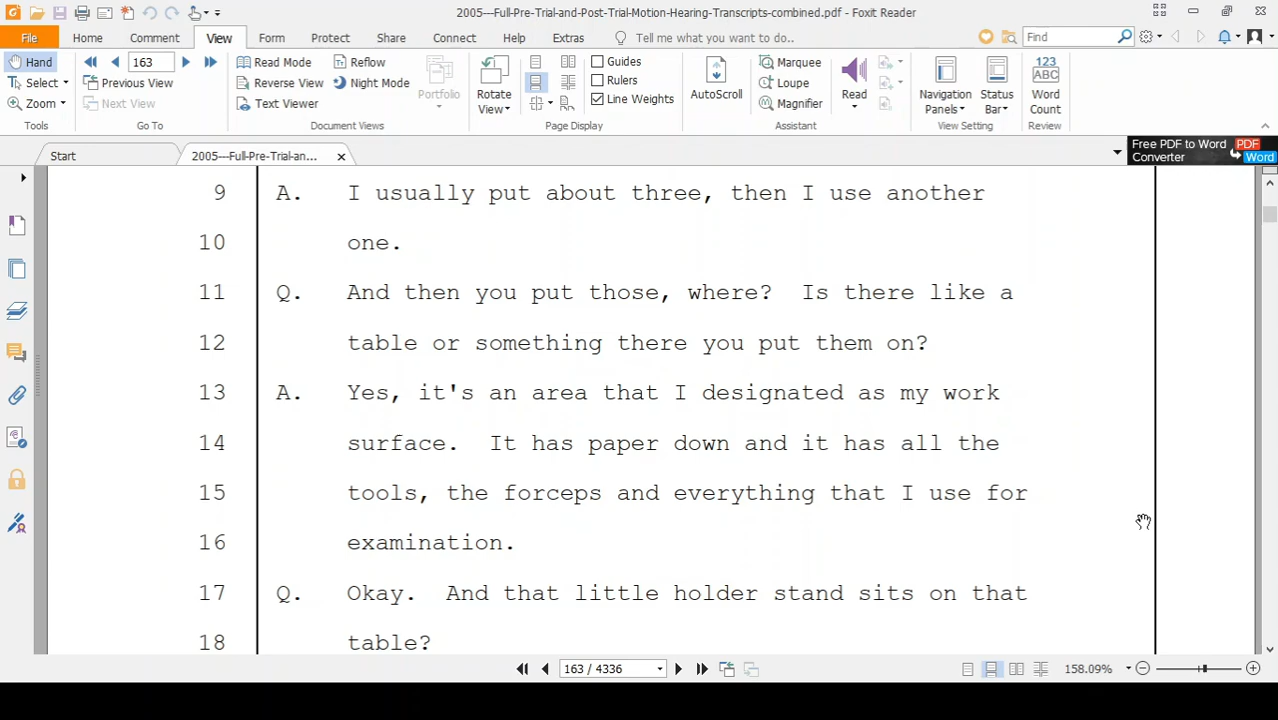 2005---Full-Pre-Trial-and-Post-Trial-Motion-Hearing-Transcripts-combined.pdf - Foxit Reader
File Home Comment View Form Protect Share Connect Help Extras Tell me what you want to do.. Find
Hand 163 Read Mode Reflow Guides Marquee
Select Previous View Reverse View Night Mode Portfolio Rotate View Rulers AutoScroll Loupe Read Navigation Panels Status Bar Word Count
Zoom Next View Text Viewer Line Weights Magnifier
123
ABC
Tools Go To Document Views Page Display Assistant View Setting Review
Start 2005---Full-Pre-Trial-an... Free PDF to Word Converter PDF Word
9 A. I usually put about three, then I use another
10 one.
11 Q. And then you put those, where? Is there like a
12 table or something there you put them on?
13 A. Yes, it's an area that I designated as my work
14 surface. It has paper down and it has all the
15 tools, the forceps and everything that I use for
16 examination.
17 Q. Okay. And that little holder stand sits on that
18 table?
163 / 4336 158.09%